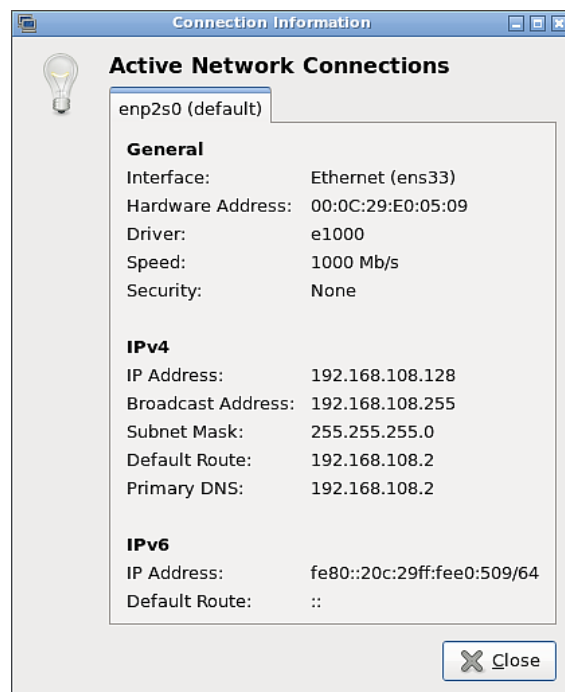 Connection Information
Active Network Connections
enp2s0 (default)
General
Interface: Ethernet (ens33)
Hardware Address: 00:0C:29:E0:05:09
Driver: e1000
Speed: 1000 Mb/s
Security: None
IPv4
IP Address: 192.168.108.128
Broadcast Address: 192.168.108.255
Subnet Mask: 255.255.255.0
Default Route: 192.168.108.2
Primary DNS: 192.168.108.2
IPv6
IP Address: fe80::20c:29ff:fee0:509/64
Default Route: ::
Close